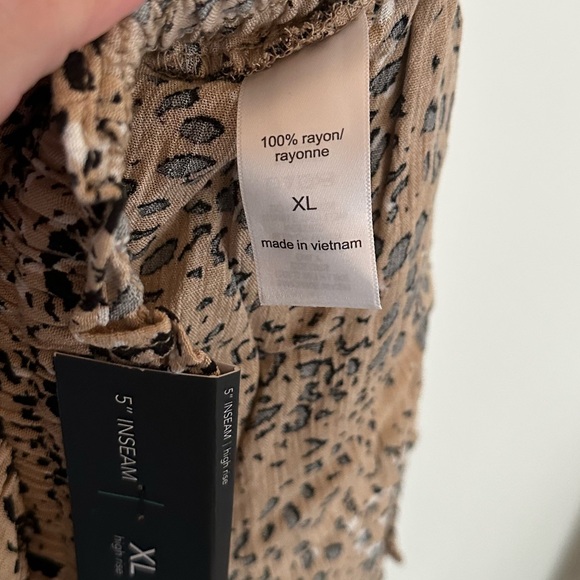 100% rayon/
rayonne
XL
made in vietnam
5" INSEAM | high rise
5" INSEAM
XL
high rise